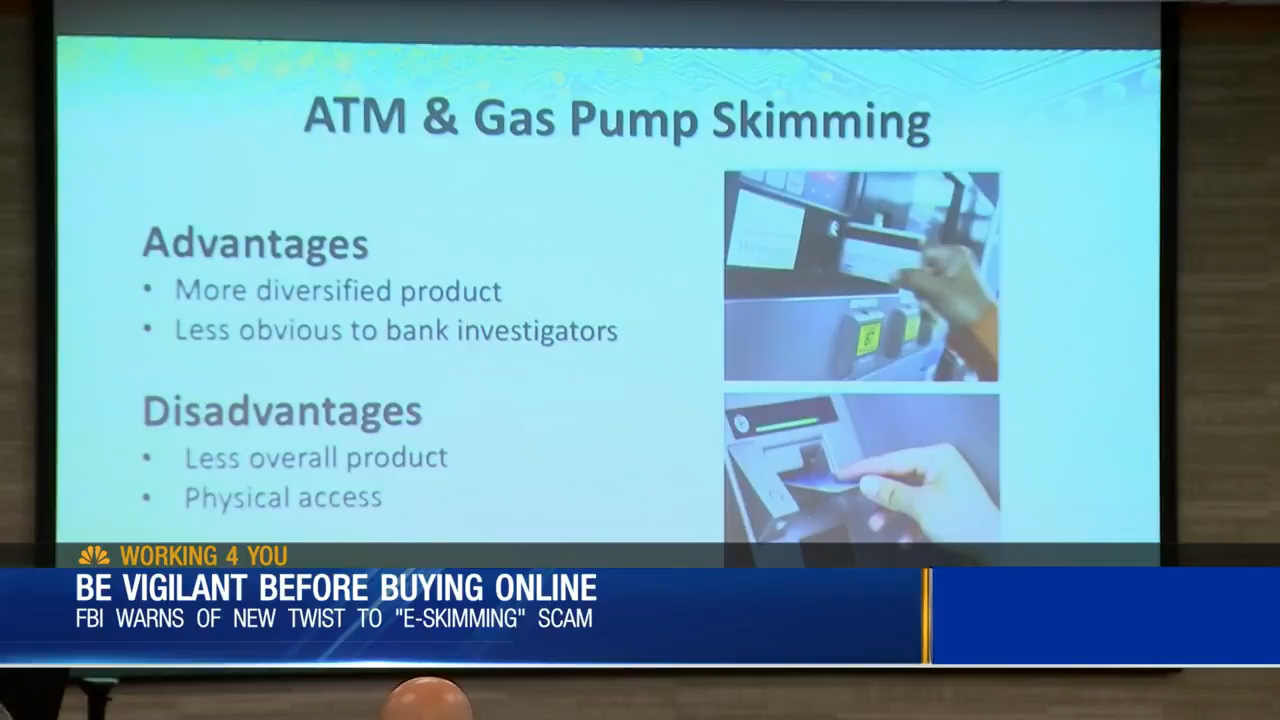 ATM & Gas Pump Skimming
Advantages
• More diversified product
• Less obvious to bank investigators
Disadvantages
• Less overall product
• Physical access
WORKING 4 YOU
BE VIGILANT BEFORE BUYING ONLINE
FBI WARNS OF NEW TWIST TO "E-SKIMMING" SCAM